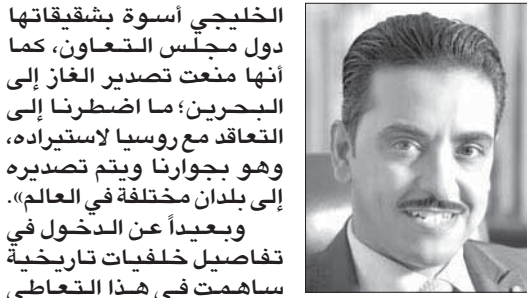 الخليجي أسوة بشقيقاتها
دول مجلس التعاون، كما
أنها منعت تصدير الغاز إلى
البحرين؛ ما اضطرنا إلى
التعاقد مع روسيا لاستيراده،
وهو بجوارنا ويتم تصديره
إلى بلدان مختلفة في العالم».
وبعيداً عن الدخول في
تفاصيل خلفيات تاريخية
ساهمت في هذا التعاطي